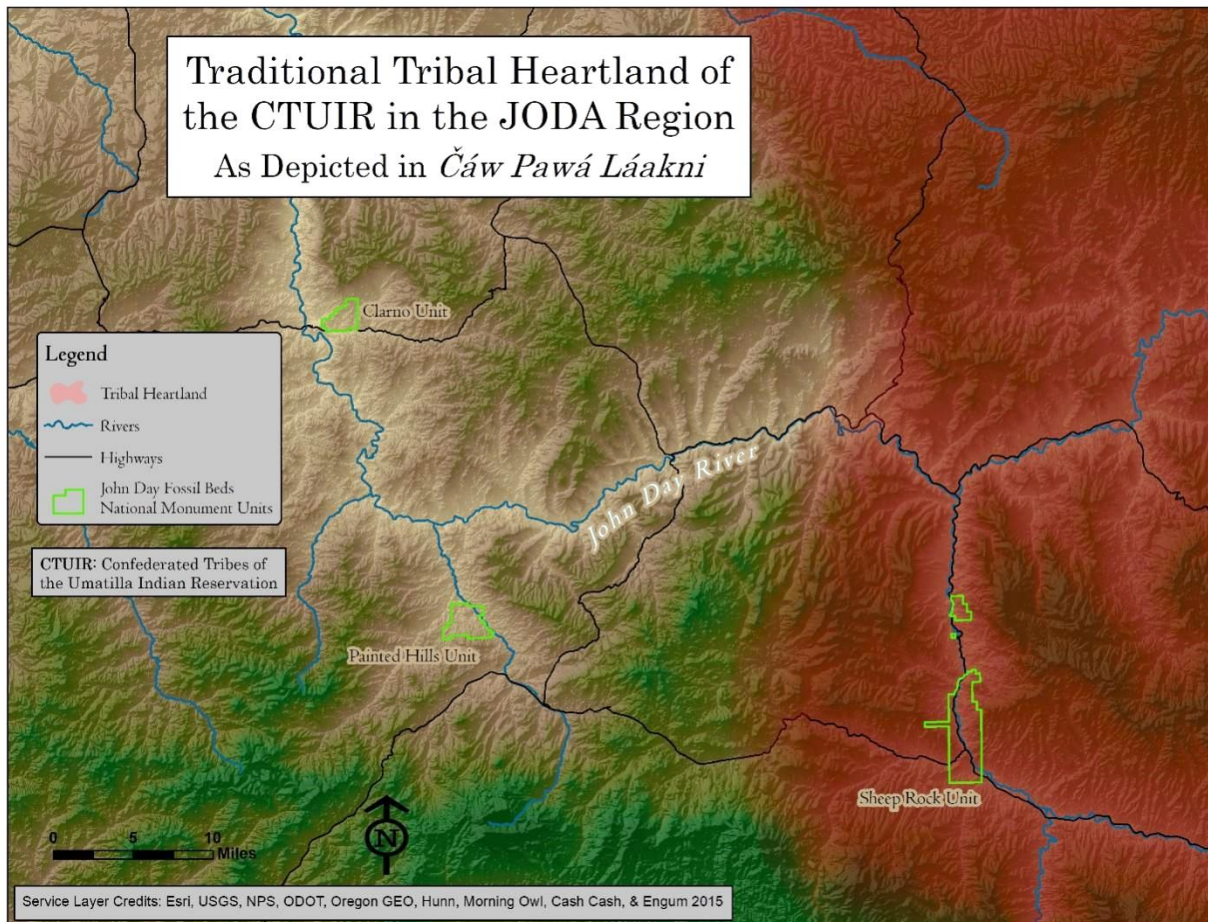 Traditional Tribal Heartland of
the CTUIR in the JODA Region
As Depicted in Čáw Pawá Láakni
Clarno Unit
Legend
Tribal Heartland
Rivers
Highways
John Day Fossil Beds
National Monument Units
John Day River
CTUIR: Confederated Tribes of
the Umatilla Indian Reservation
Painted Hills Unit
Sheep Rock Unit
0 5 10
Miles
N
Service Layer Credits: Esri, USGS, NPS, ODOT, Oregon GEO, Hunn, Morning Owl, Cash Cash, & Engum 2015